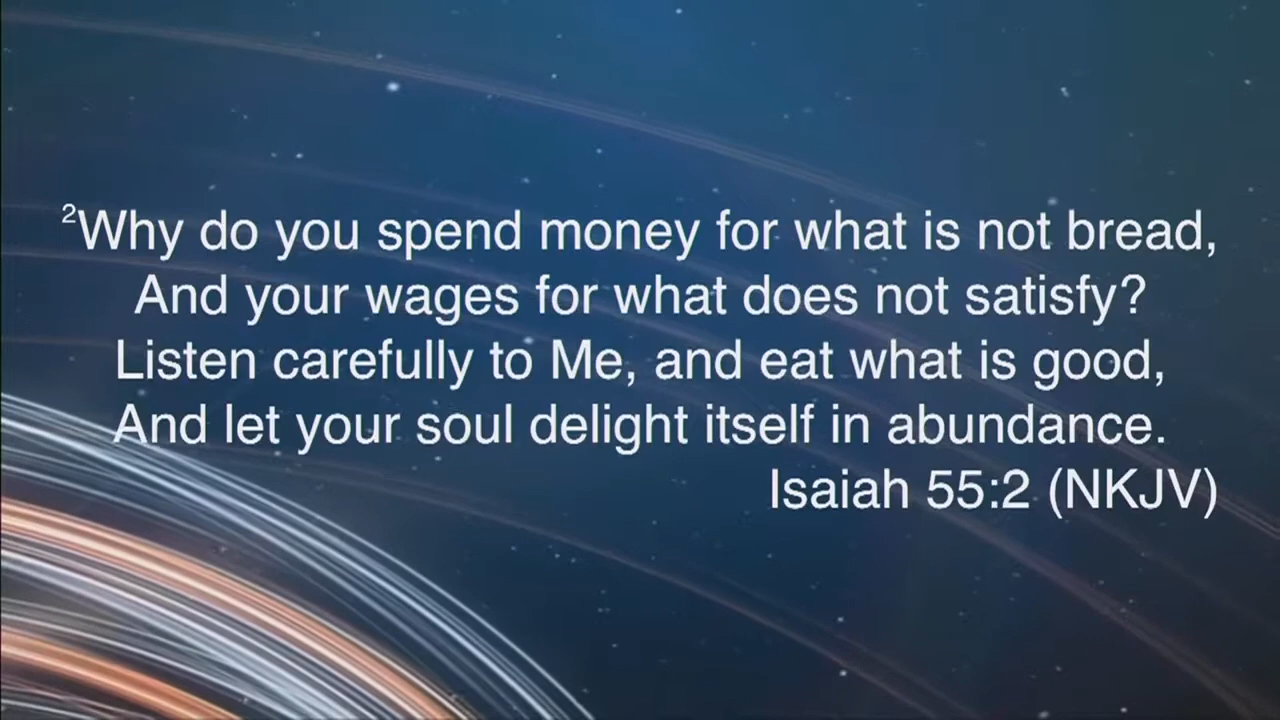 ²Why do you spend money for what is not bread,
And your wages for what does not satisfy?
Listen carefully to Me, and eat what is good,
And let your soul delight itself in abundance.
Isaiah 55:2 (NKJV)